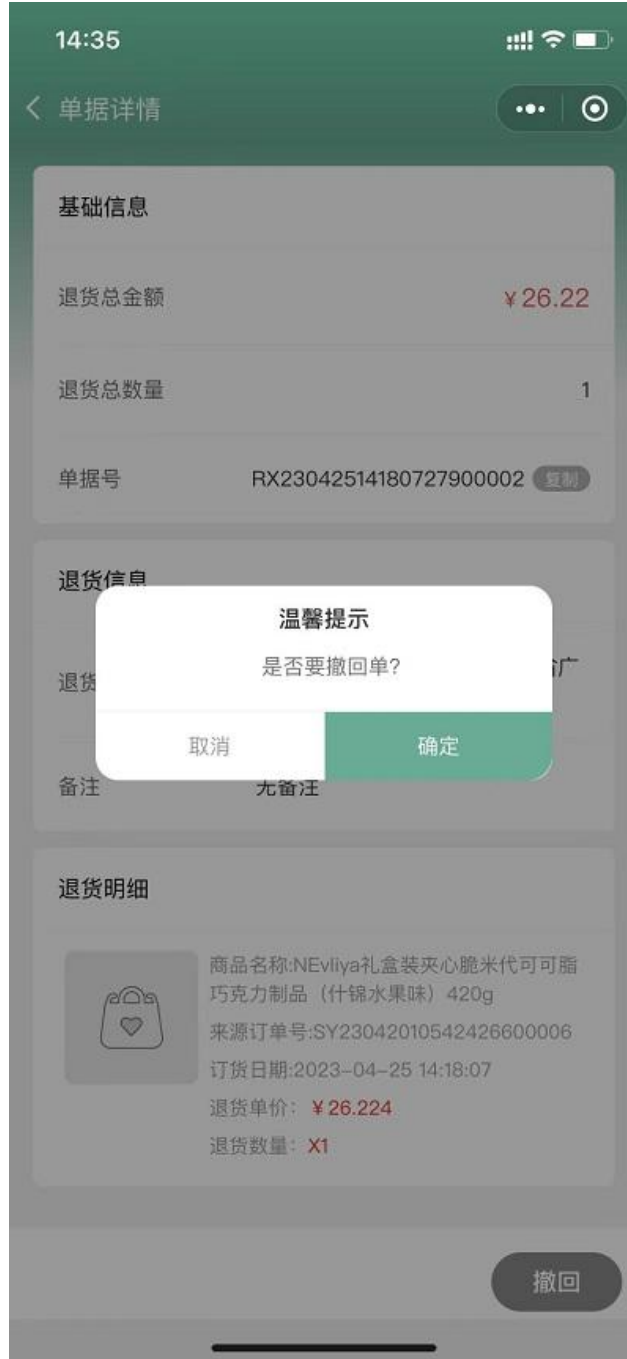 14:35
单据详情
基础信息
退货总金额
¥26.22
退货总数量
1
单据号
RX23042514180727900002
复制
退货信息
温馨提示
是否要撤回单?
退货
取消
确定
备注
无备注
退货明细
商品名称:NEvliya礼盒装夹心脆米代可可脂
巧克力制品（什锦水果味）420g
来源订单号:SY23042010542426600006
订货日期:2023-04-25 14:18:07
退货单价：¥26.224
退货数量：X1
撤回